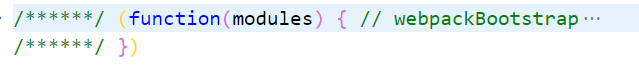 /******/ (function(modules) { // webpackBootstrap···
/******/ })